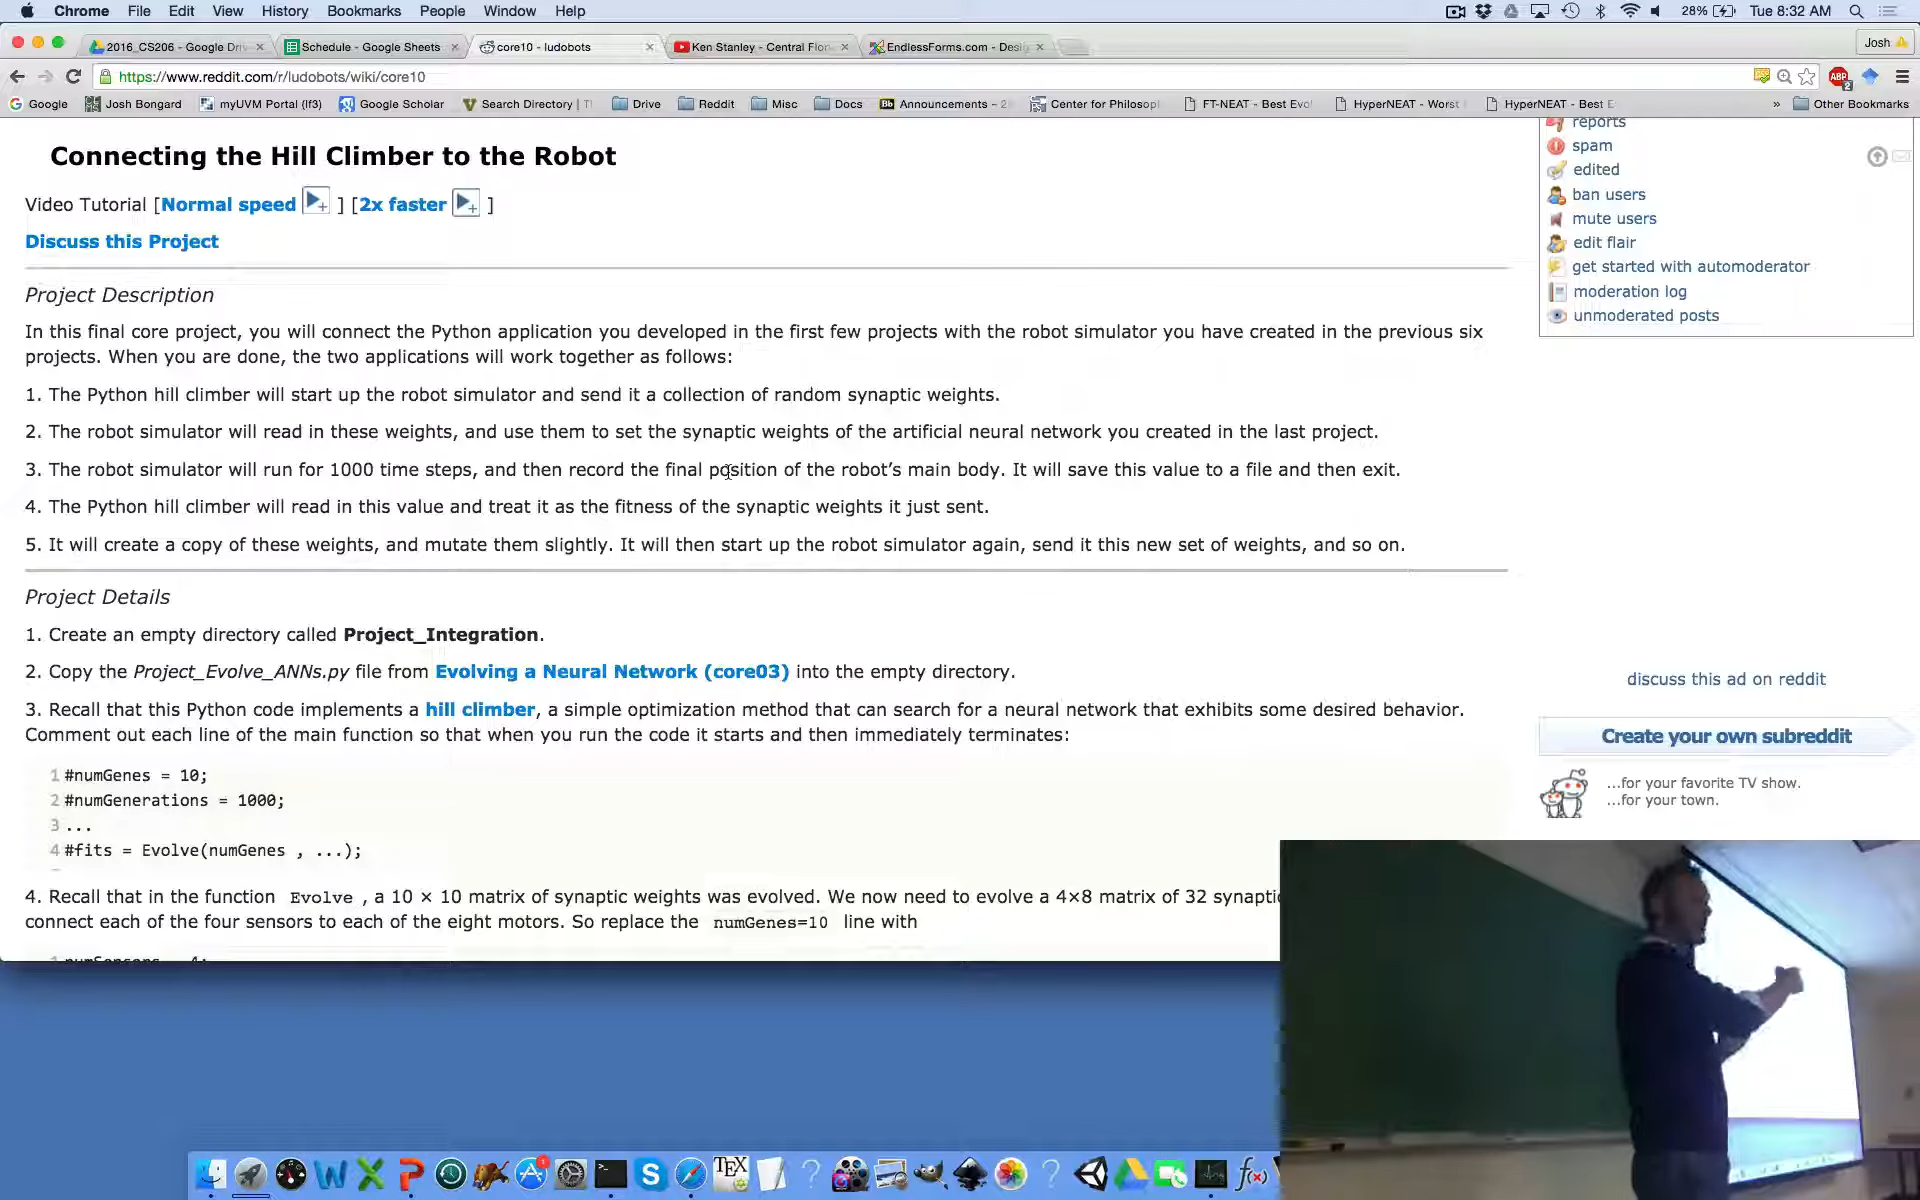 Chrome File Edit View History Bookmarks People Window Help 28% Tue 8:32 AM
2016_CS206 - Google Dri
Schedule - Google Sheets
core10 - ludobots
Ken Stanley - Central Flor
EndlessForms.com - Desi
Josh
https://www.reddit.com/r/ludobots/wiki/core10
ABP
2
Google Josh Bongard myUVM Portal (lf3) Google Scholar Search Directory | T Drive Reddit Misc Docs Bb Announcements – 2 Center for Philosop FT-NEAT - Best Evo HyperNEAT - Worst HyperNEAT - Best E » Other Bookmarks
Connecting the Hill Climber to the Robot
Video Tutorial [Normal speed ] [2x faster ]
Discuss this Project
Project Description
In this final core project, you will connect the Python application you developed in the first few projects with the robot simulator you have created in the previous six
projects. When you are done, the two applications will work together as follows:
1. The Python hill climber will start up the robot simulator and send it a collection of random synaptic weights.
2. The robot simulator will read in these weights, and use them to set the synaptic weights of the artificial neural network you created in the last project.
3. The robot simulator will run for 1000 time steps, and then record the final position of the robot's main body. It will save this value to a file and then exit.
4. The Python hill climber will read in this value and treat it as the fitness of the synaptic weights it just sent.
5. It will create a copy of these weights, and mutate them slightly. It will then start up the robot simulator again, send it this new set of weights, and so on.
Project Details
1. Create an empty directory called Project_Integration.
2. Copy the Project_Evolve_ANNs.py file from Evolving a Neural Network (core03) into the empty directory.
3. Recall that this Python code implements a hill climber, a simple optimization method that can search for a neural network that exhibits some desired behavior.
Comment out each line of the main function so that when you run the code it starts and then immediately terminates:
1 #numGenes = 10;
2 #numGenerations = 1000;
3 ...
4 #fits = Evolve(numGenes , ...);
4. Recall that in the function Evolve , a 10 × 10 matrix of synaptic weights was evolved. We now need to evolve a 4×8 matrix of 32 synaptic
connect each of the four sensors to each of the eight motors. So replace the numGenes=10 line with
1 numSensors = 4;
reports
spam
edited
ban users
mute users
edit flair
get started with automoderator
moderation log
unmoderated posts
discuss this ad on reddit
Create your own subreddit
...for your favorite TV show.
...for your town.
TEX
f(x)